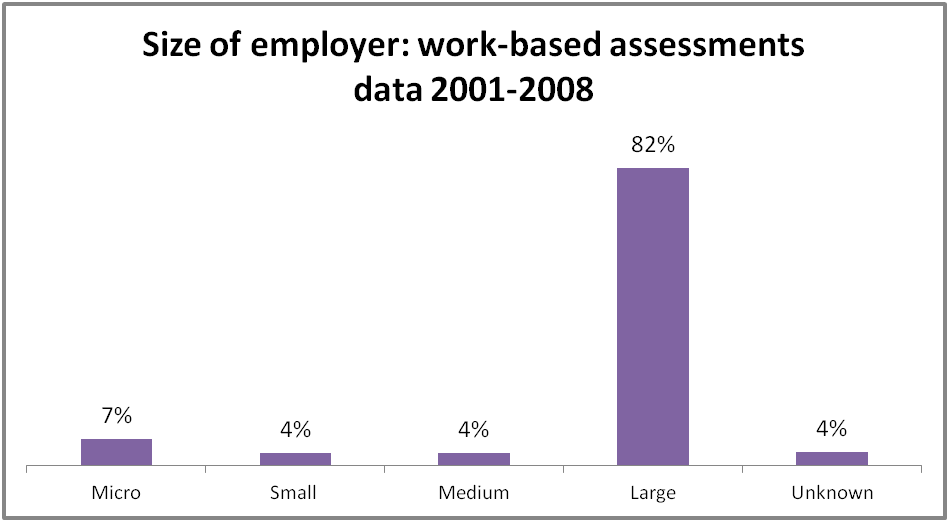 Size of employer: work-based assessments
data 2001-2008
82%
7%
4%
4%
4%
Micro
Small
Medium
Large
Unknown